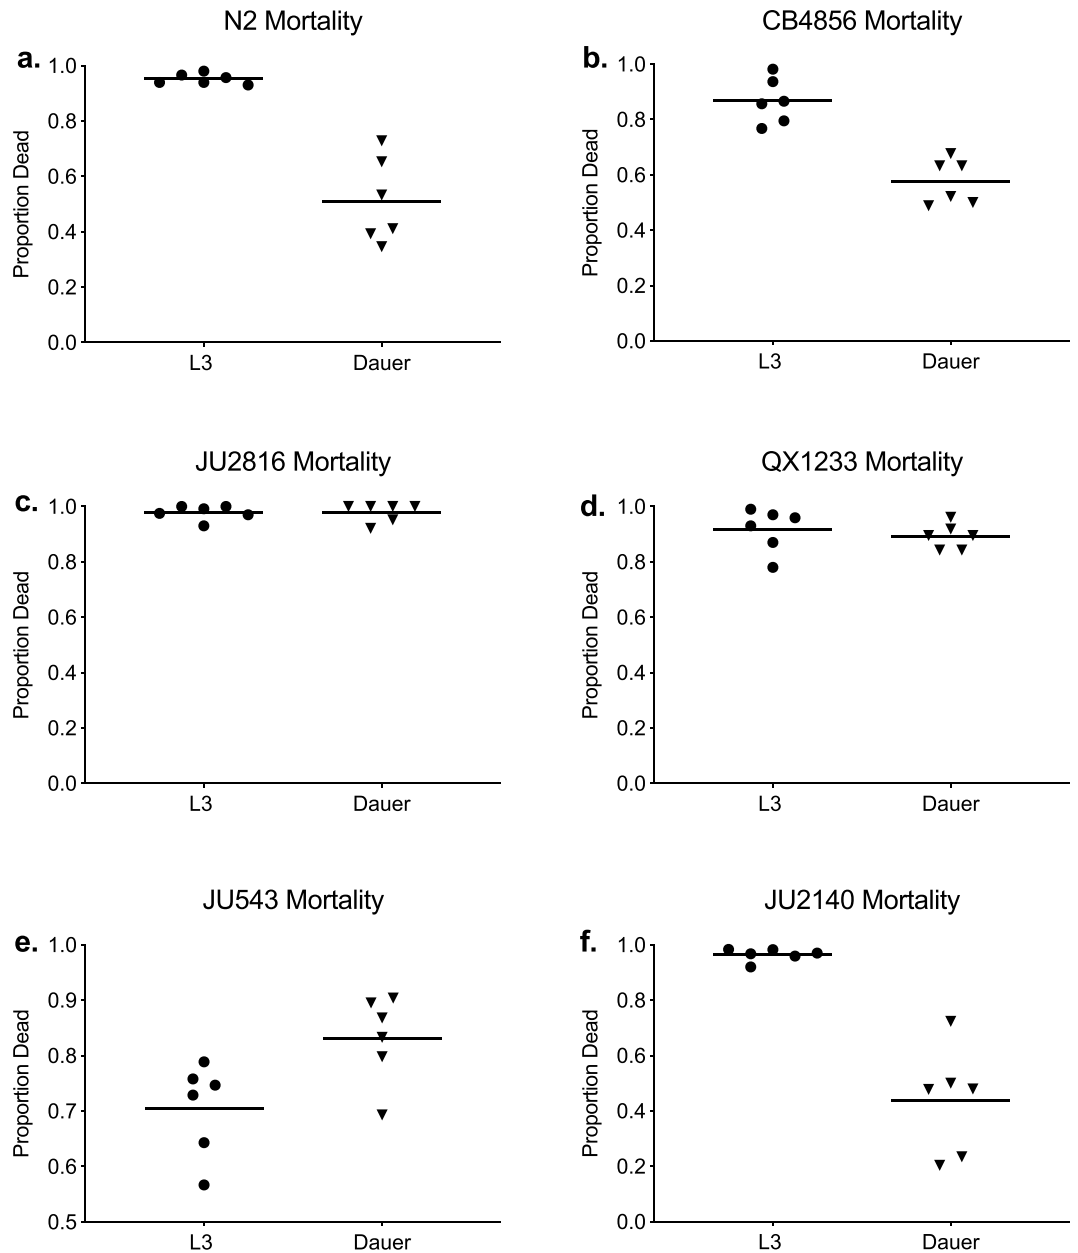 N2 Mortality
a.
1.0
0.8
0.6
0.4
0.2
0.0
Proportion Dead
L3
Dauer
CB4856 Mortality
b.
1.0
0.8
0.6
0.4
0.2
0.0
Proportion Dead
L3
Dauer
JU2816 Mortality
c.
1.0
0.8
0.6
0.4
0.2
0.0
Proportion Dead
L3
Dauer
QX1233 Mortality
d.
1.0
0.8
0.6
0.4
0.2
0.0
Proportion Dead
L3
Dauer
JU543 Mortality
e.
1.0
0.9
0.8
0.7
0.6
0.5
Proportion Dead
L3
Dauer
JU2140 Mortality
f.
1.0
0.8
0.6
0.4
0.2
0.0
Proportion Dead
L3
Dauer